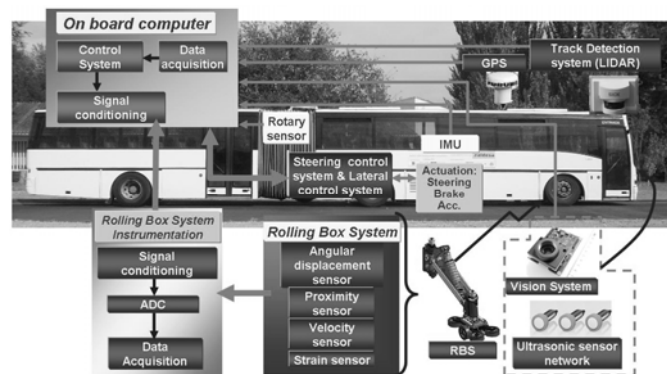 On board computer
Control
System
Data
acquisition
Signal
conditioning
GPS
Track Detection
system (LIDAR)
Rotary
sensor
IMU
Steering control
system & Lateral
control system
Actuation:
Steering
Brake
Acc.
Rolling Box System
Instrumentation
Signal
conditioning
ADC
Data
Acquisition
Rolling Box System
Angular
displacement
sensor
Proximity
sensor
Velocity
sensor
Strain sensor
RBS
Vision System
Ultrasonic sensor
network